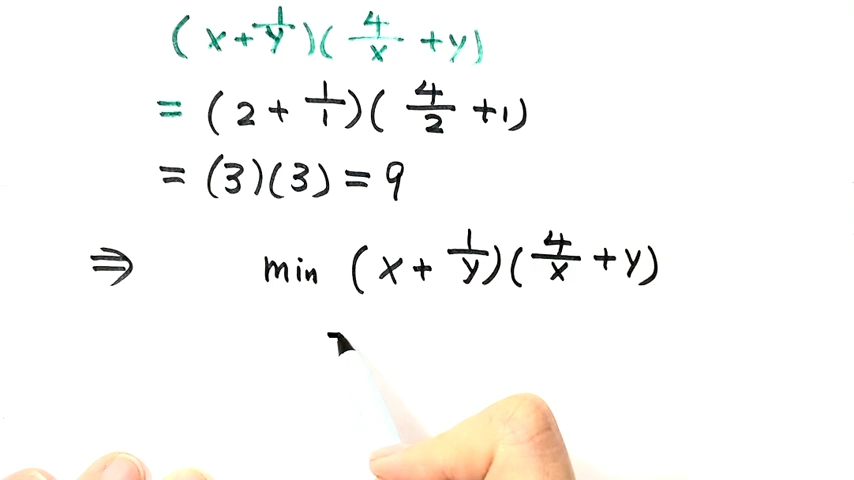 (x+1/y)(4/x+y)
=(2+1/1)(4/2+1)
=(3)(3)=9
⇒ min (x+1/y)(4/x+y)